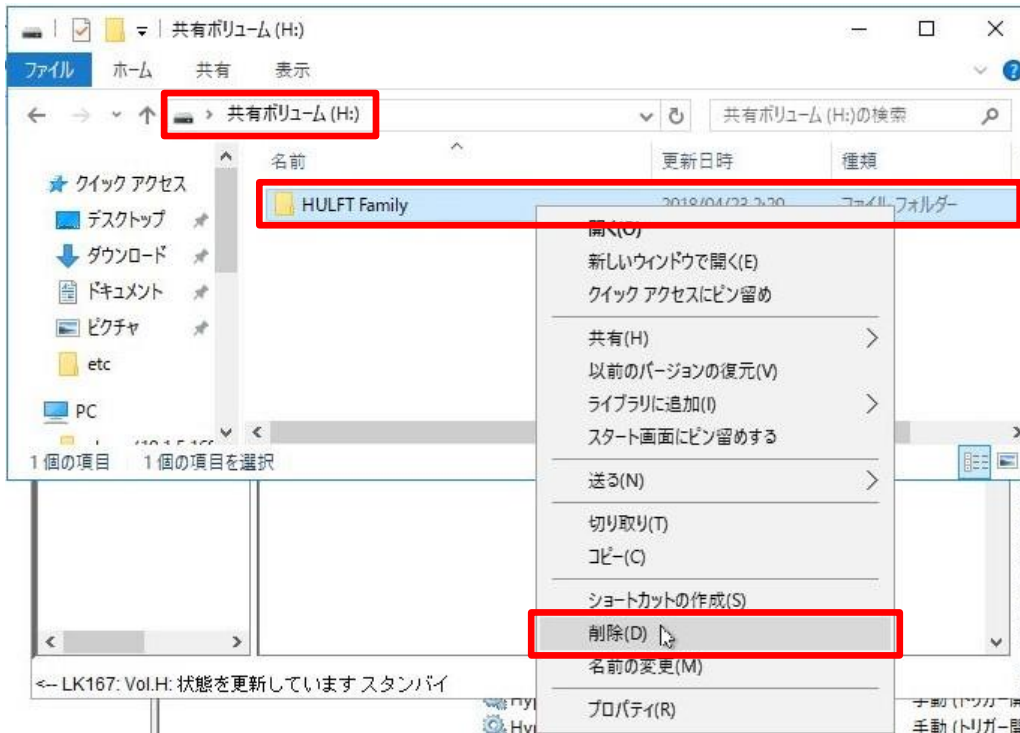 共有ボリューム (H:)
ファイル ホーム 共有 表示
共有ボリューム (H:) 共有ボリューム (H:)の検索
名前 更新日時 種類
クイック アクセス
HULFT Family 2018/04/23 2:29 ファイル フォルダー
デスクトップ
ダウンロード
ドキュメント
ピクチャ
etc
PC
1 個の項目 1 個の項目を選択
開く(O)
新しいウィンドウで開く(E)
クイック アクセスにピン留め
共有(H)
以前のバージョンの復元(V)
ライブラリに追加(I)
スタート画面にピン留めする
送る(N)
切り取り(T)
コピー(C)
ショートカットの作成(S)
削除(D)
名前の変更(M)
プロパティ(R)
<-- LK167: Vol.H: 状態を更新しています スタンバイ
手動 (トリガー開
手動 (トリガー開